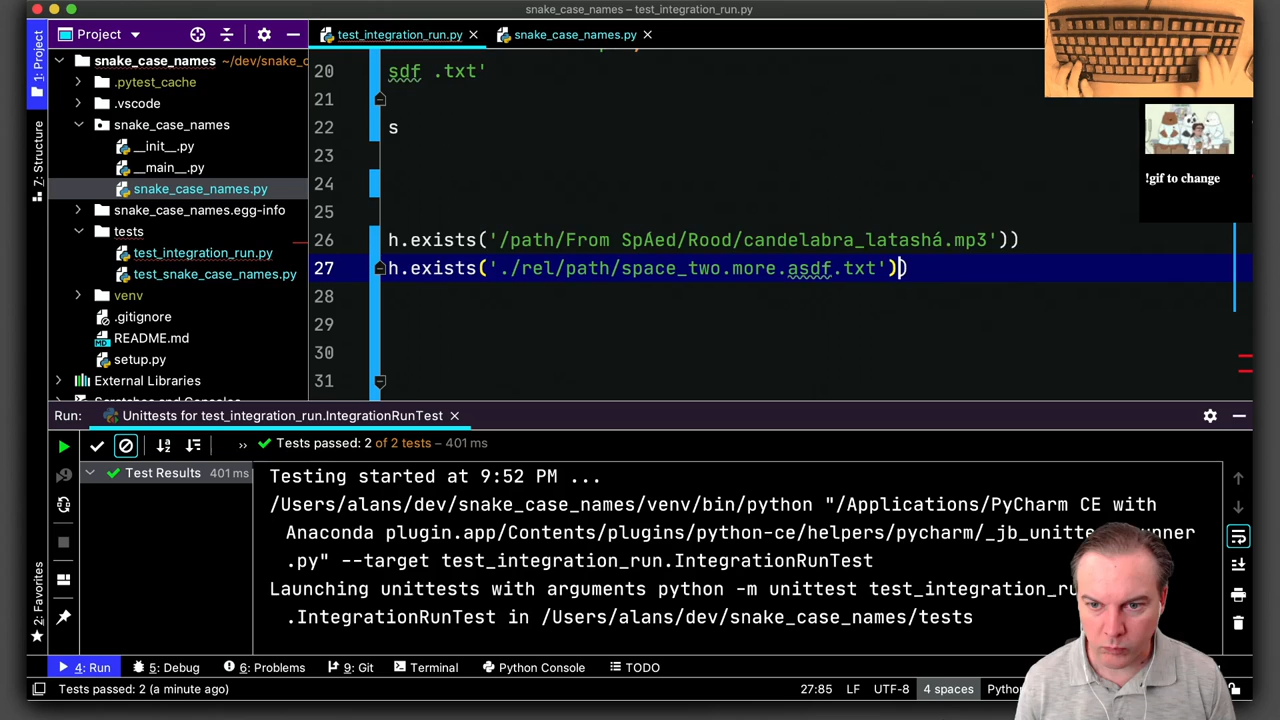 snake_case_names – test_integration_run.py
Project
test_integration_run.py
snake_case_names.py
1: Project
7: Structure
2: Favorites
snake_case_names ~/dev/snake_c
.pytest_cache
.vscode
snake_case_names
__init__.py
__main__.py
snake_case_names.py
snake_case_names.egg-info
tests
test_integration_run.py
test_snake_case_names.py
venv
.gitignore
README.md
setup.py
External Libraries
20 sdf .txt'
21
22 s
23
24
25
26 h.exists('/path/From SpÁed/Rood/candelabra_latashá.mp3'))
27 h.exists('./rel/path/space_two.more.asdf.txt'))
28
29
30
31
!gif to change
Run: Unittests for test_integration_run.IntegrationRunTest
» Tests passed: 2 of 2 tests – 401 ms
Test Results 401 ms
Testing started at 9:52 PM ...
/Users/alans/dev/snake_case_names/venv/bin/python "/Applications/PyCharm CE with
Anaconda plugin.app/Contents/plugins/python-ce/helpers/pycharm/_jb_unitte nner
.py" --target test_integration_run.IntegrationRunTest
Launching unittests with arguments python -m unittest test_integration_ru
.IntegrationRunTest in /Users/alans/dev/snake_case_names/tests
4: Run
5: Debug
6: Problems
9: Git
Terminal
Python Console
TODO
Tests passed: 2 (a minute ago)
27:85 LF UTF-8 4 spaces Pytho